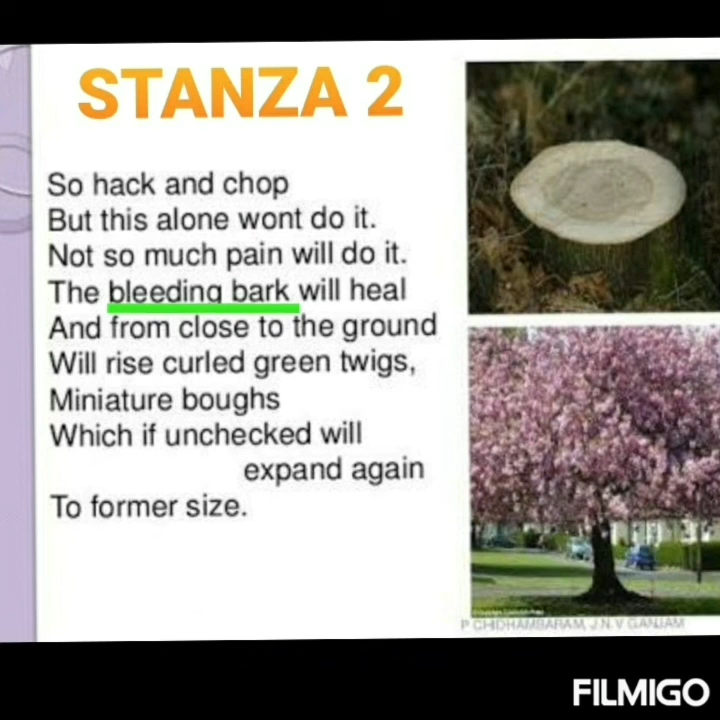 STANZA 2
So hack and chop
But this alone wont do it.
Not so much pain will do it.
The bleeding bark will heal
And from close to the ground
Will rise curled green twigs,
Miniature boughs
Which if unchecked will
expand again
To former size.
P CHIDHAMBARAM, J.N.V GANJAM
FILMIGO